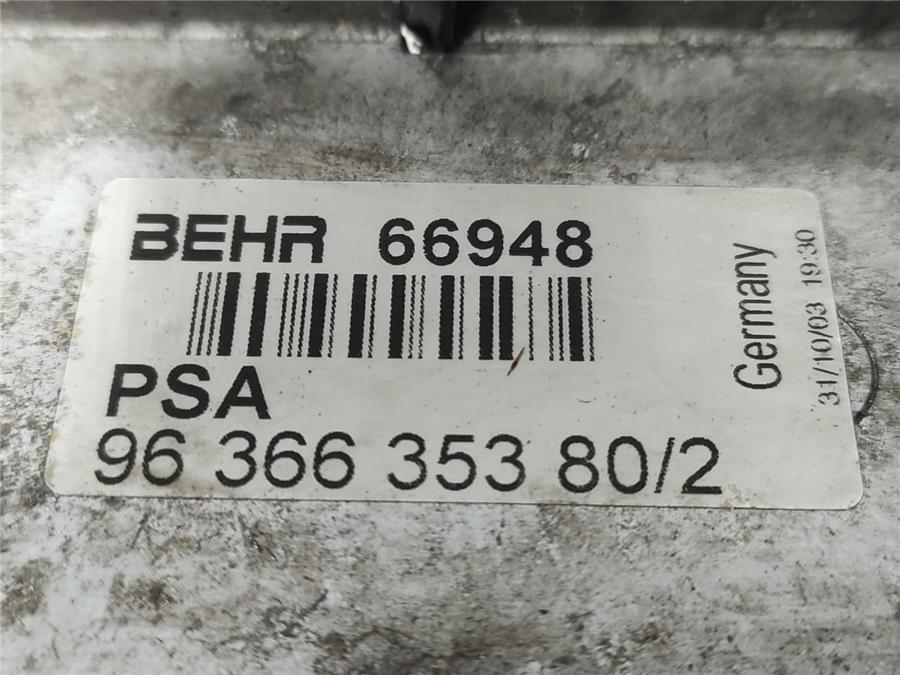 BEHR 66948
PSA
96 366 353 80/2
Germany
31/10/03 19:30